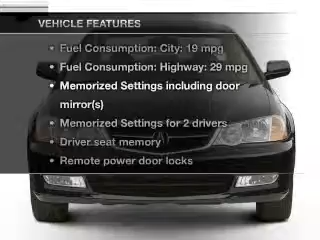 VEHICLE FEATURES
• Fuel Consumption: City: 19 mpg
• Fuel Consumption: Highway: 29 mpg
• Memorized Settings including door
mirror(s)
• Memorized Settings for 2 drivers
• Driver seat memory
• Remote power door locks